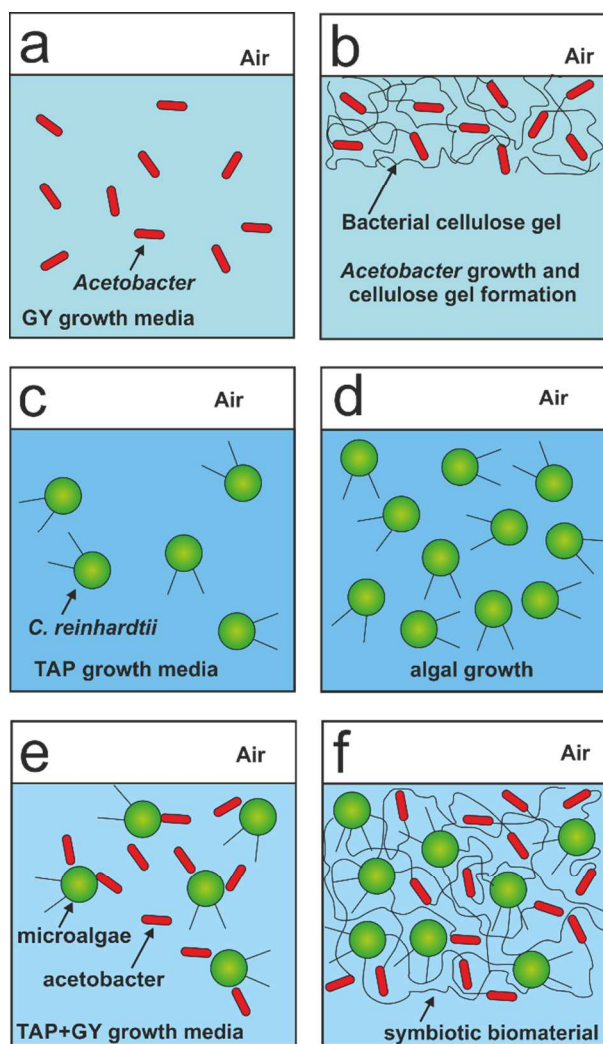 a
Air
Acetobacter
GY growth media
b
Air
Bacterial cellulose gel
Acetobacter growth and
cellulose gel formation
c
Air
C. reinhardtii
TAP growth media
d
Air
algal growth
e
Air
microalgae
acetobacter
TAP+GY growth media
f
Air
symbiotic biomaterial